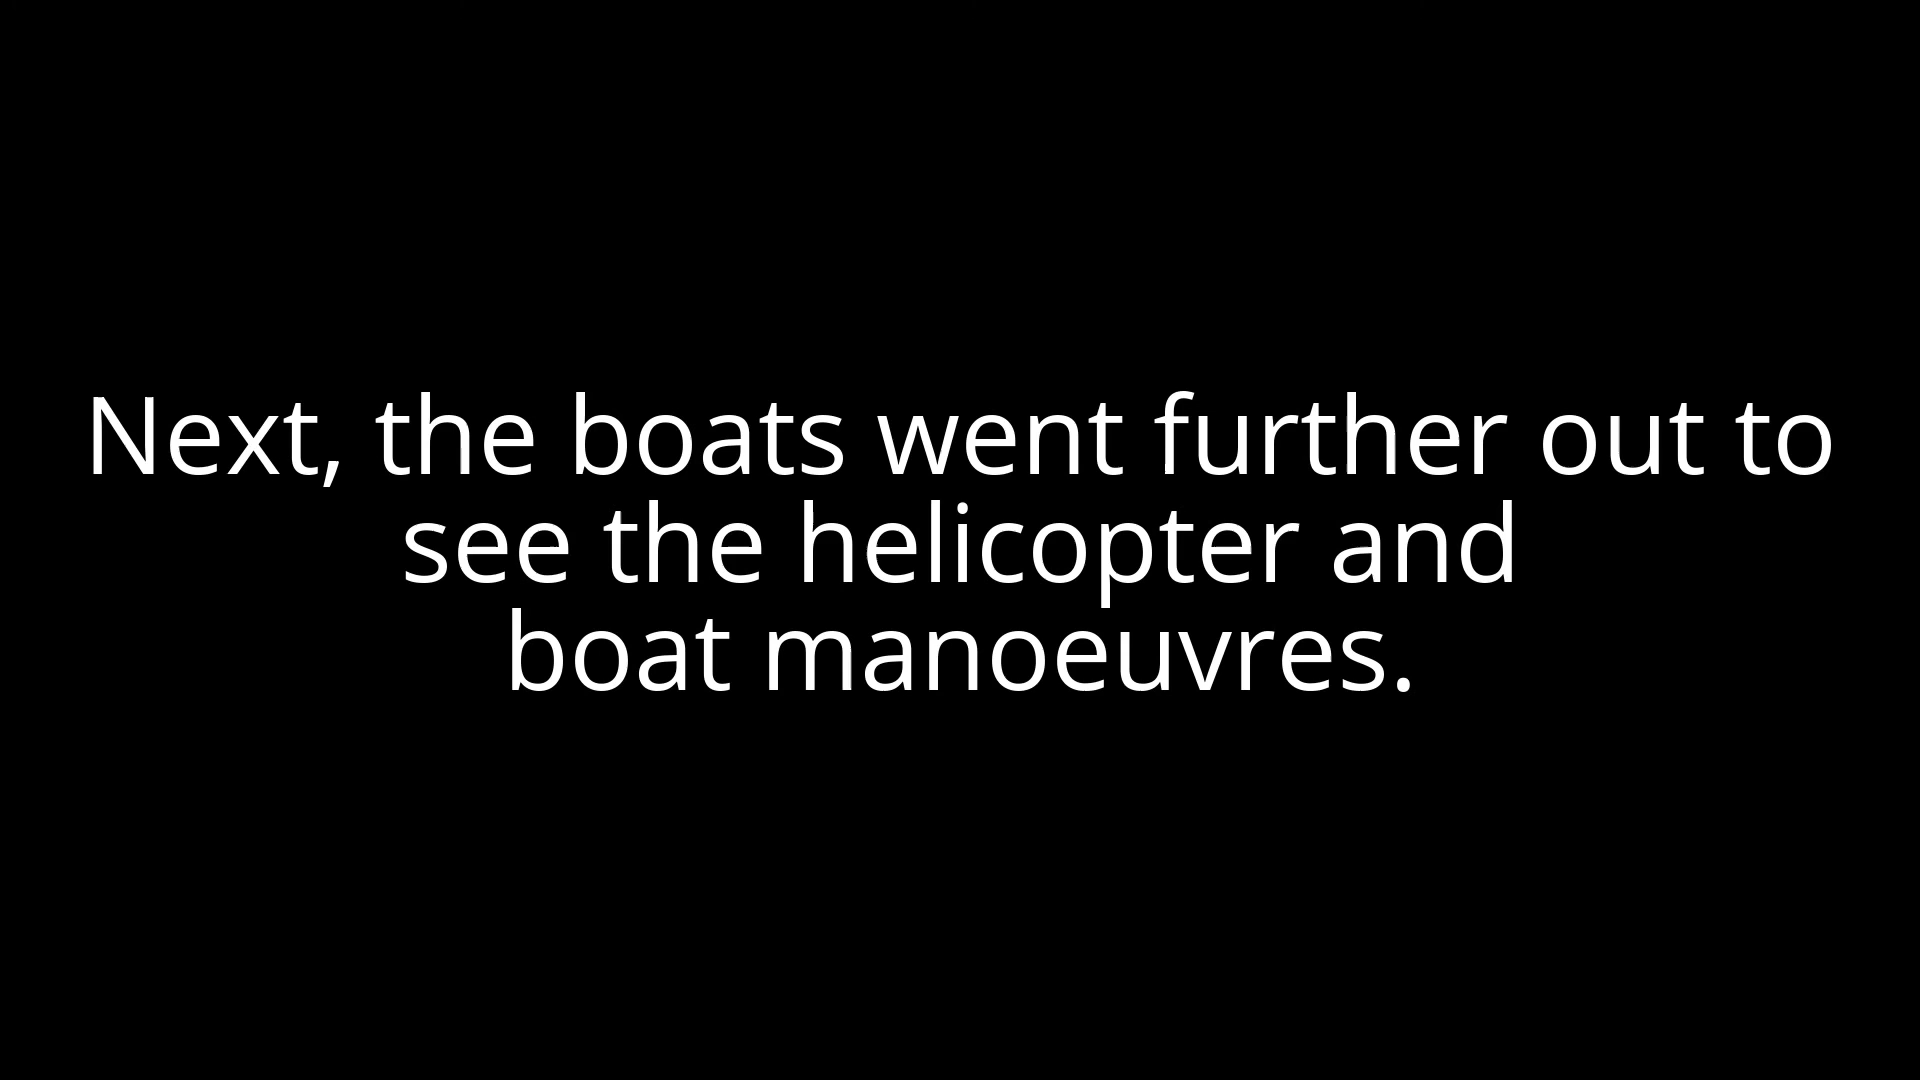 Next, the boats went further out to
see the helicopter and
boat manoeuvres.